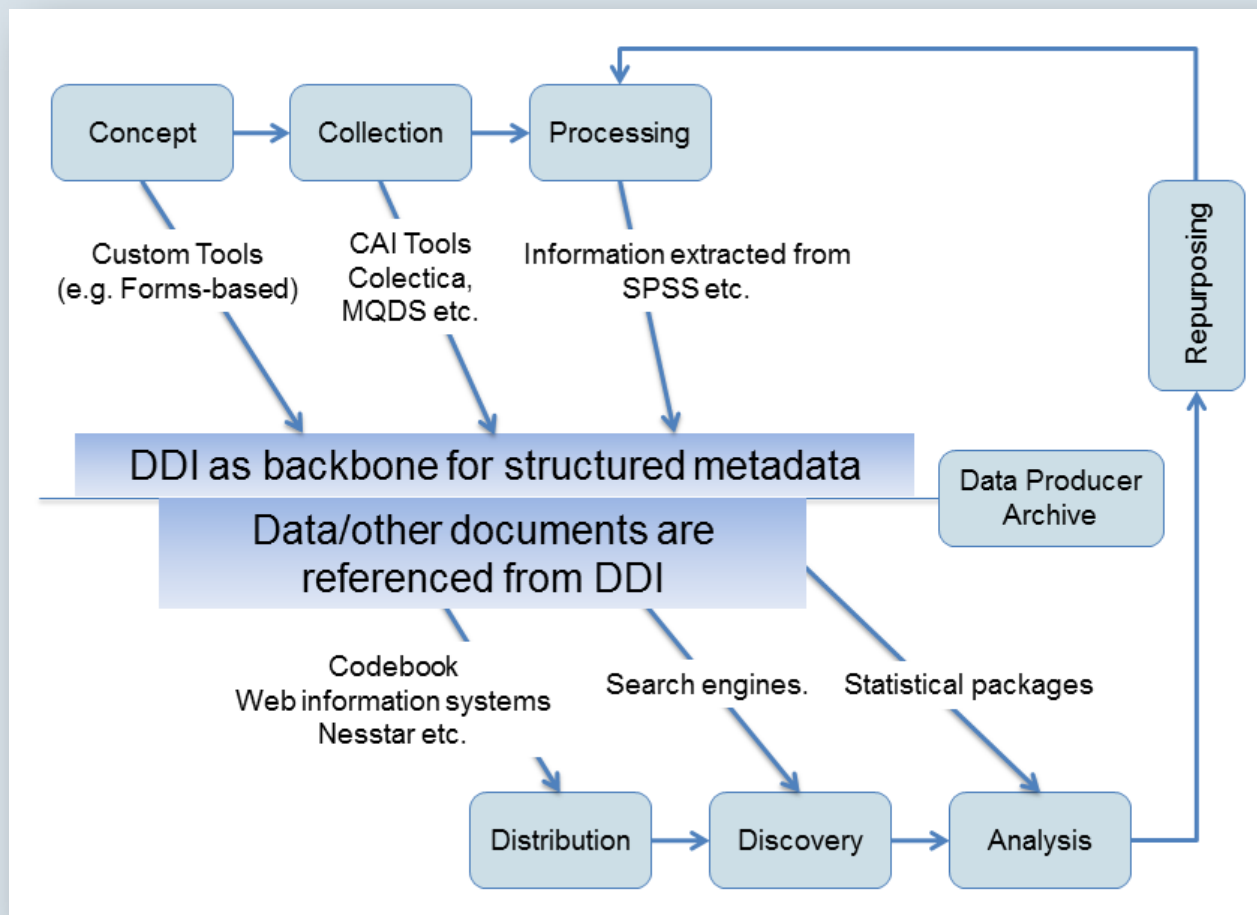 Concept
Collection
Processing
Repurposing
Custom Tools
(e.g. Forms-based)
CAI Tools
Colectica,
MQDS etc.
Information extracted from
SPSS etc.
DDI as backbone for structured metadata
Data Producer
Archive
Data/other documents are
referenced from DDI
Codebook
Web information systems
Nesstar etc.
Search engines.
Statistical packages
Distribution
Discovery
Analysis